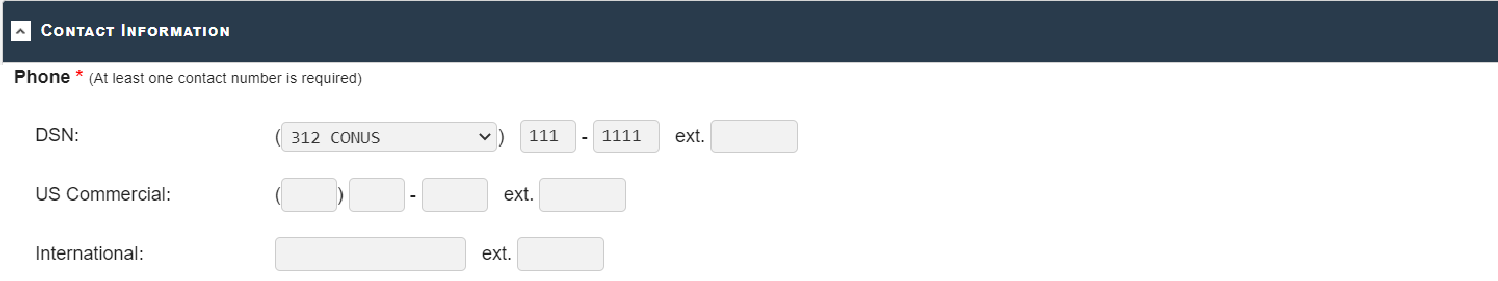 CONTACT INFORMATION
Phone * (At least one contact number is required)
DSN: (312 CONUS) 111 - 1111 ext.
US Commercial: ( ) - ext.
International: ext.